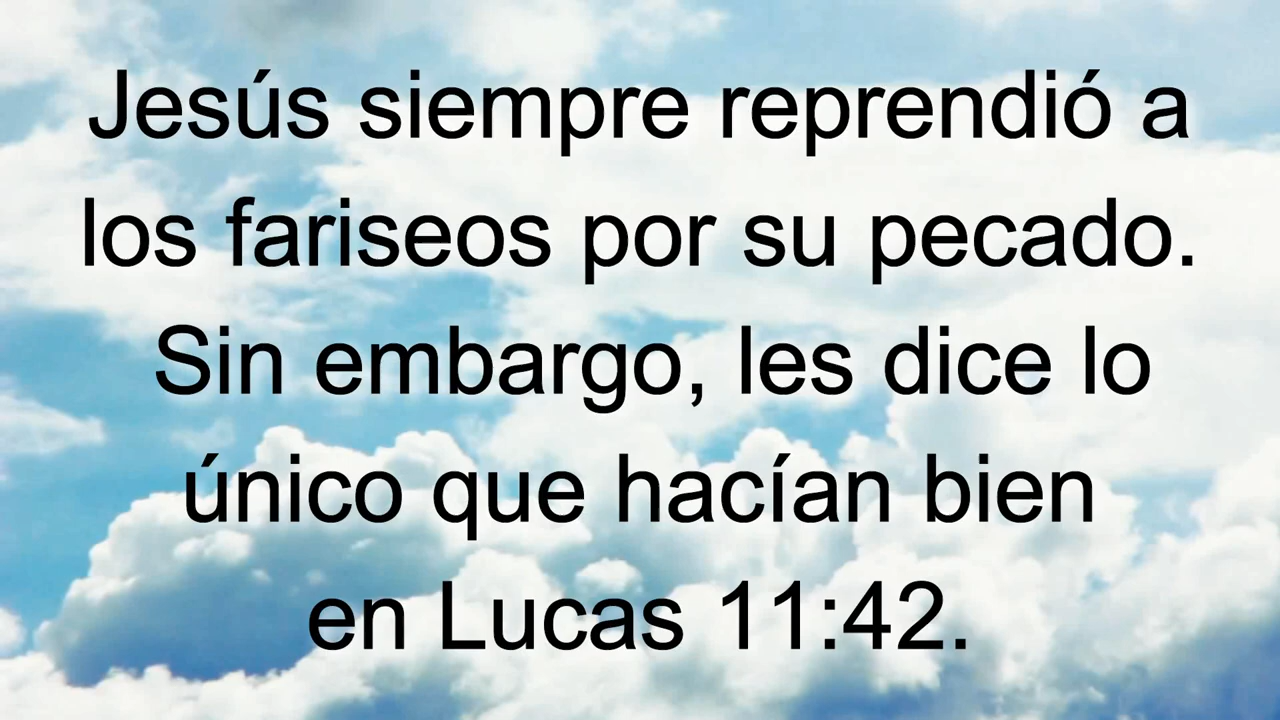 Jesús siempre reprendió a
los fariseos por su pecado.
Sin embargo, les dice lo
único que hacían bien
en Lucas 11:42.